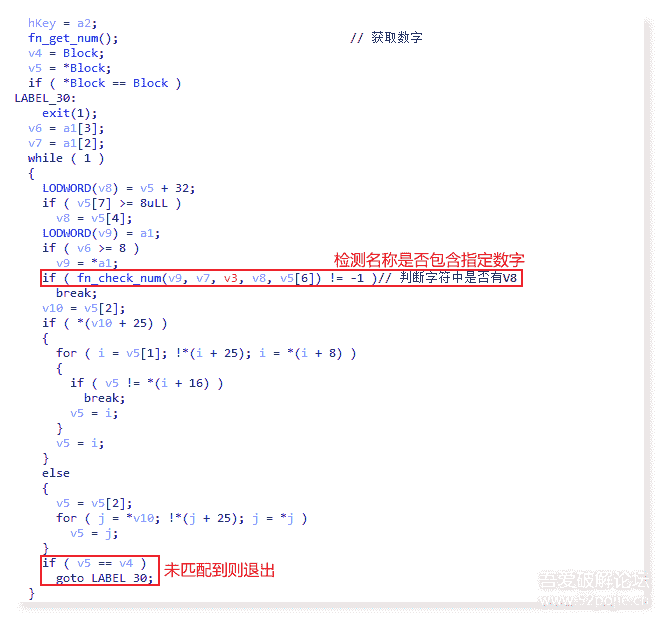 hKey = a2;
fn_get_num(); // 获取数字
v4 = Block;
v5 = *Block;
if ( *Block == Block )
LABEL_30:
exit(1);
v6 = a1[3];
v7 = a1[2];
while ( 1 )
{
LODWORD(v8) = v5 + 32;
if ( v5[7] >= 8uLL )
v8 = v5[4];
LODWORD(v9) = a1;
if ( v6 >= 8 )
v9 = *a1;
检测名称是否包含指定数字
if ( fn_check_num(v9, v7, v3, v8, v5[6]) != -1 )// 判断字符中是否有V8
break;
v10 = v5[2];
if ( *(v10 + 25) )
{
for ( i = v5[1]; !*(i + 25); i = *(i + 8) )
{
if ( v5 != *(i + 16) )
break;
v5 = i;
}
v5 = i;
}
else
{
v5 = v5[2];
for ( j = *v10; !*(j + 25); j = *j )
v5 = j;
}
if ( v5 == v4 )
goto LABEL_30; 未匹配到则退出
}
吾爱破解论坛
www.52pojie.cn